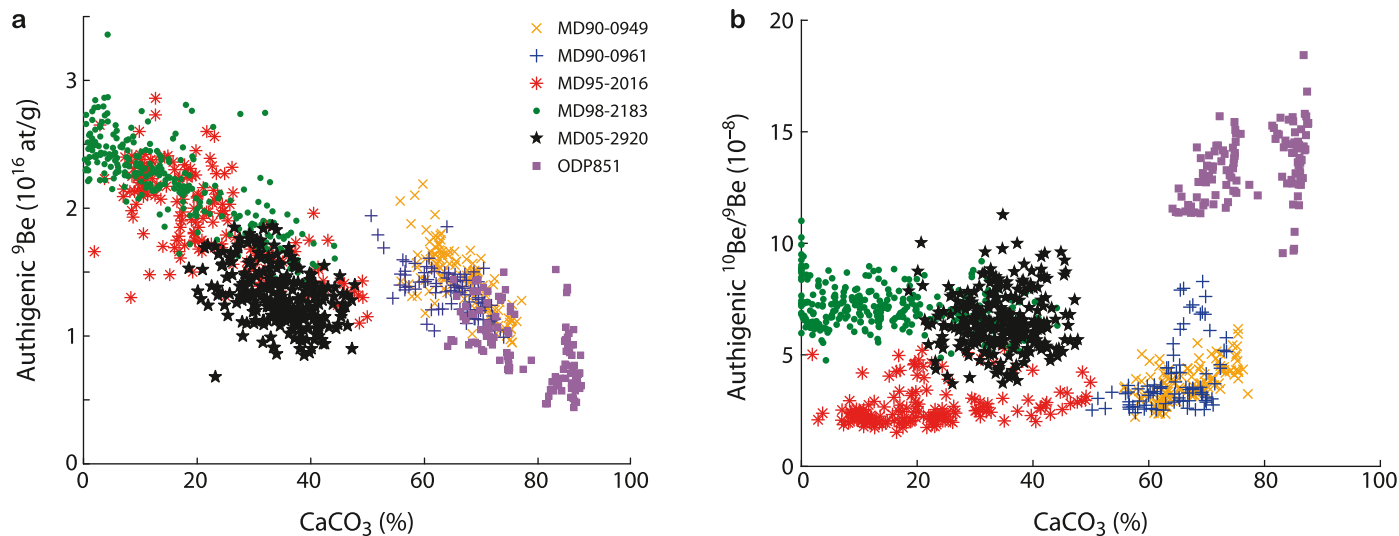 a
Authigenic ⁹Be (10¹⁶ at/g)
3
2
1
0
0
20
40
60
80
100
CaCO₃ (%)
MD90-0949
MD90-0961
MD95-2016
MD98-2183
MD05-2920
ODP851
b
Authigenic ¹⁰Be/⁹Be (10⁻⁸)
20
15
10
5
0
0
20
40
60
80
100
CaCO₃ (%)